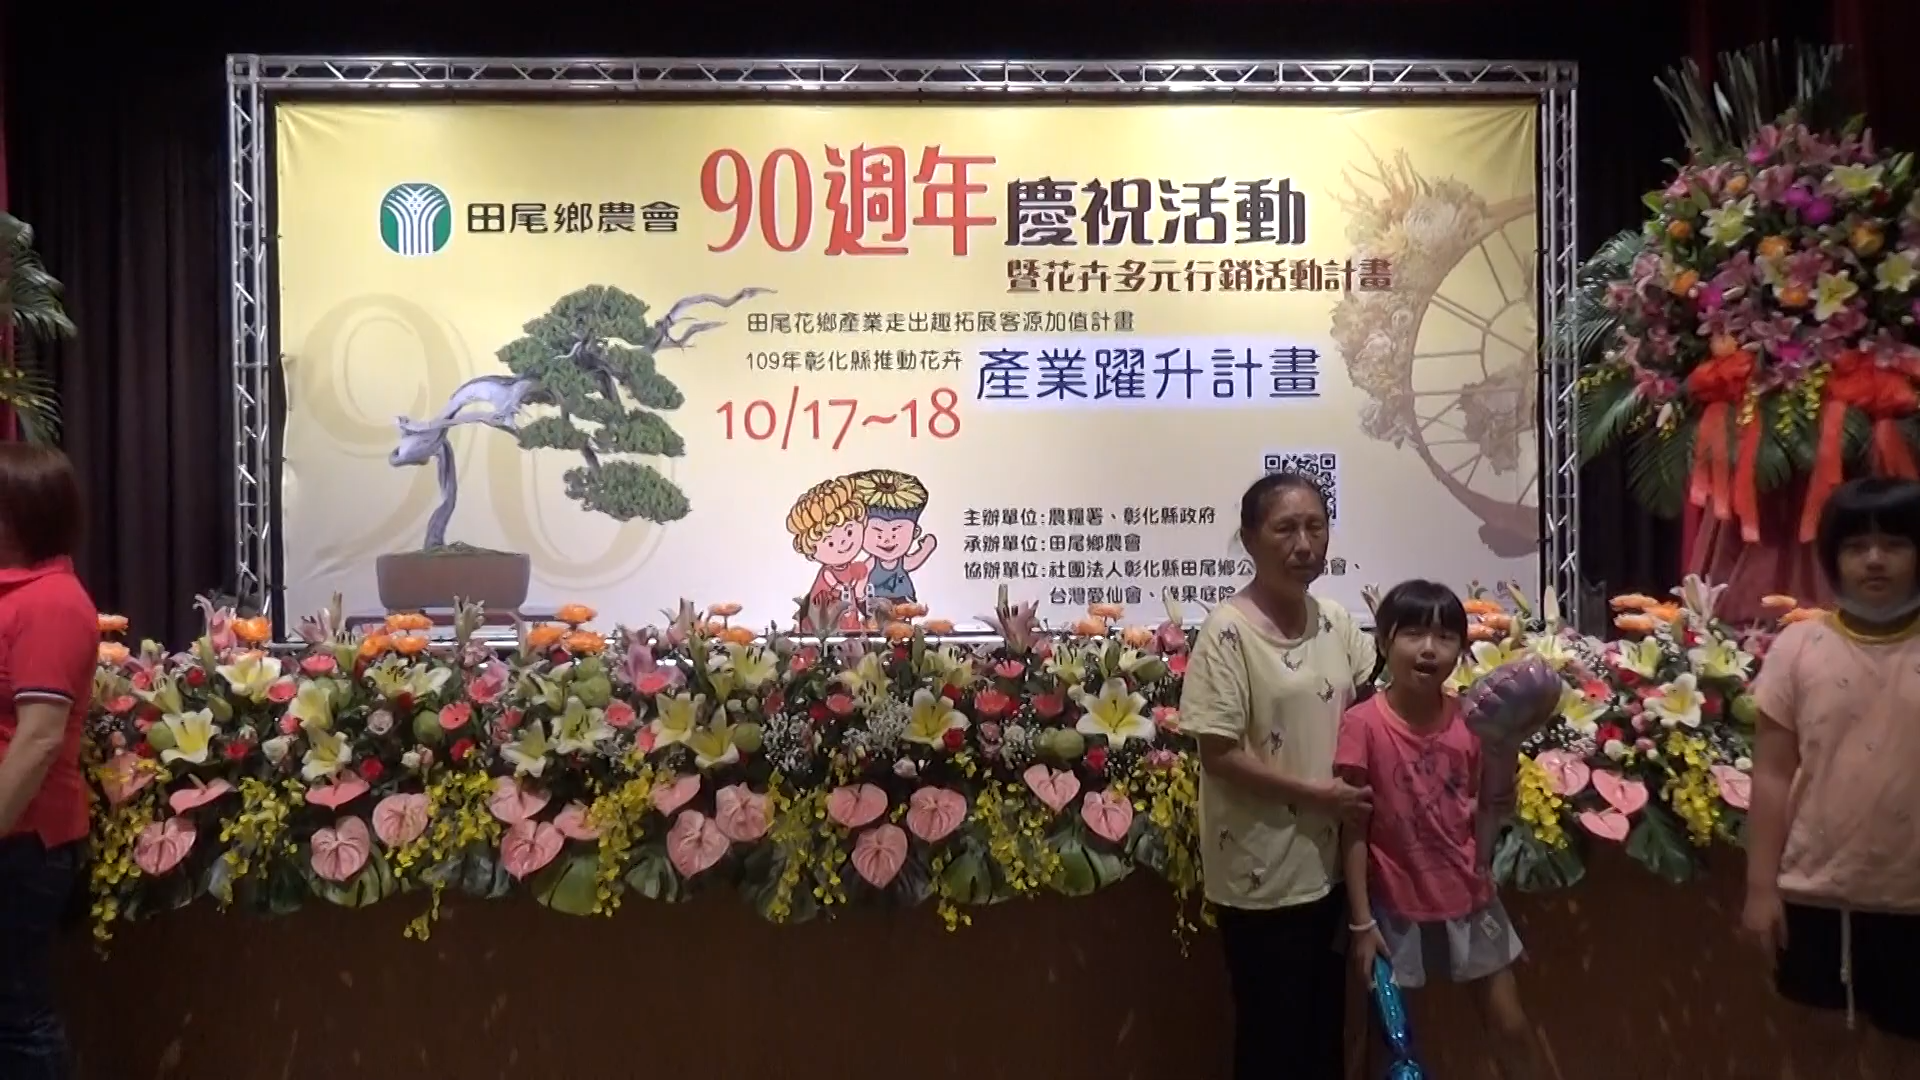 田尾鄉農會 90週年慶祝活動
暨花卉多元行銷活動計畫
田尾花鄉產業走出趣拓展客源加值計畫
109年彰化縣推動花卉 產業躍升計畫
10/17~18
主辦單位:農糧署、彰化縣政府
承辦單位:田尾鄉農會
協辦單位:社團法人彰化縣田尾鄉公 會、
台灣愛仙會、緣果庭院